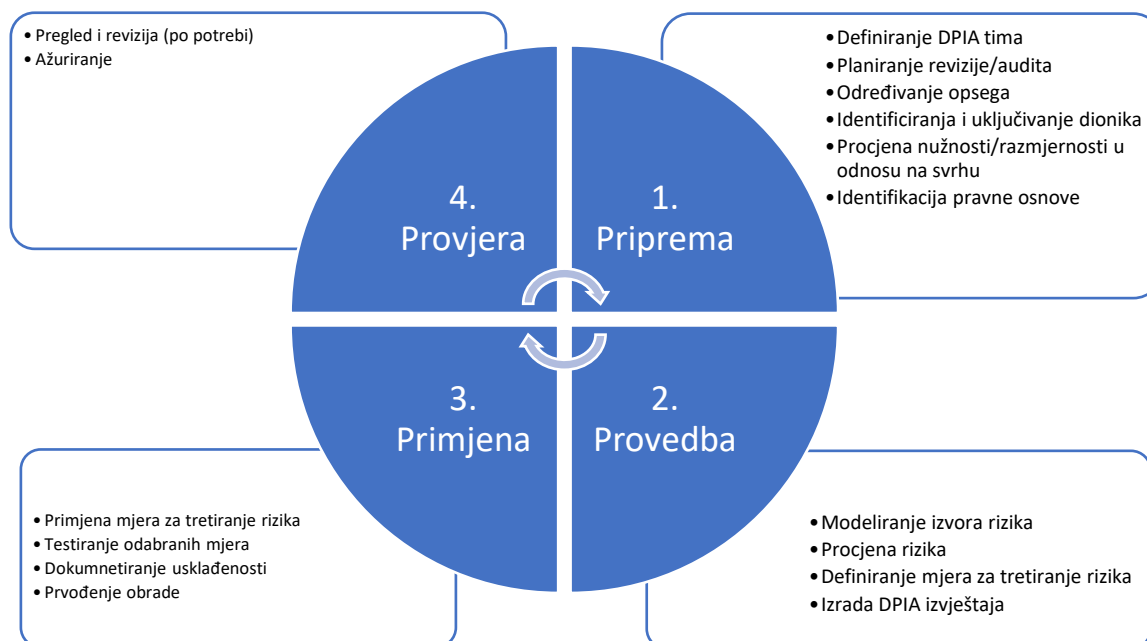 • Pregled i revizija (po potrebi)
• Ažuriranje
• Definiranje DPIA tima
• Planiranje revizije/audita
• Određivanje opsega
• Identificiranja i uključivanje dionika
• Procjena nužnosti/razmjernosti u
odnosu na svrhu
• Identifikacija pravne osnove
4.
Provjera
1.
Priprema
3.
Primjena
2.
Provedba
• Primjena mjera za tretiranje rizika
• Testiranje odabranih mjera
• Dokumnetiranje usklađenosti
• Prvođenje obrade
• Modeliranje izvora rizika
• Procjena rizika
• Definiranje mjera za tretiranje rizika
• Izrada DPIA izvještaja